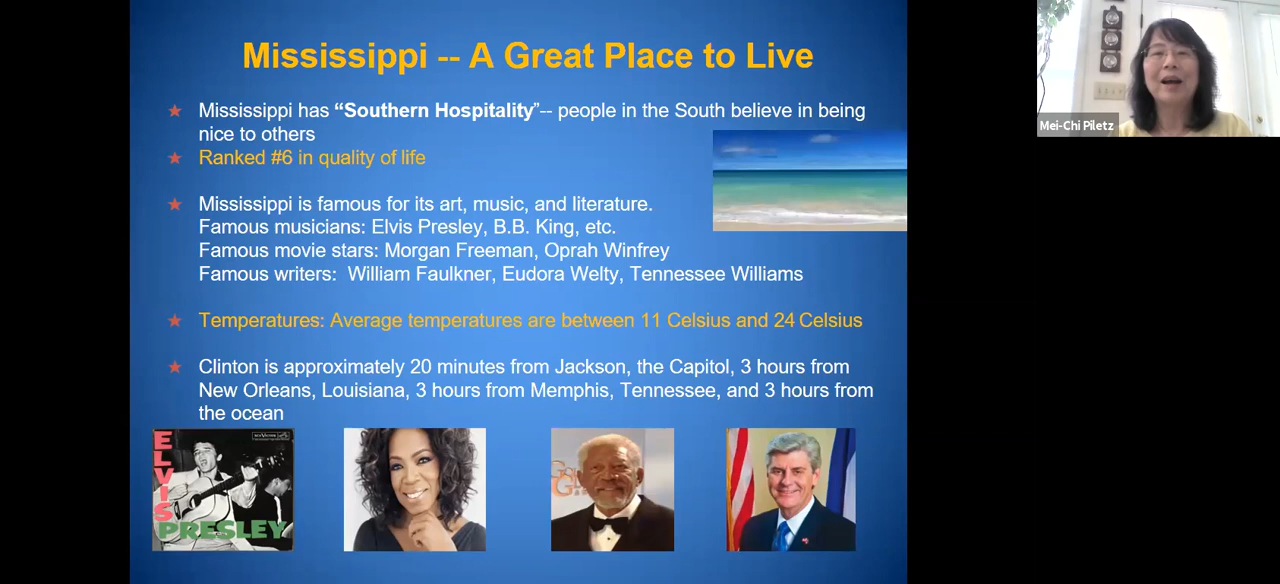 Mississippi -- A Great Place to Live
Mississippi has “Southern Hospitality”-- people in the South believe in being
nice to others
Ranked #6 in quality of life
Mississippi is famous for its art, music, and literature.
Famous musicians: Elvis Presley, B.B. King, etc.
Famous movie stars: Morgan Freeman, Oprah Winfrey
Famous writers: William Faulkner, Eudora Welty, Tennessee Williams
Temperatures: Average temperatures are between 11 Celsius and 24 Celsius
Clinton is approximately 20 minutes from Jackson, the Capitol, 3 hours from
New Orleans, Louisiana, 3 hours from Memphis, Tennessee, and 3 hours from
the ocean
ELVIS
PRESLEY
Mei-Chi Piletz